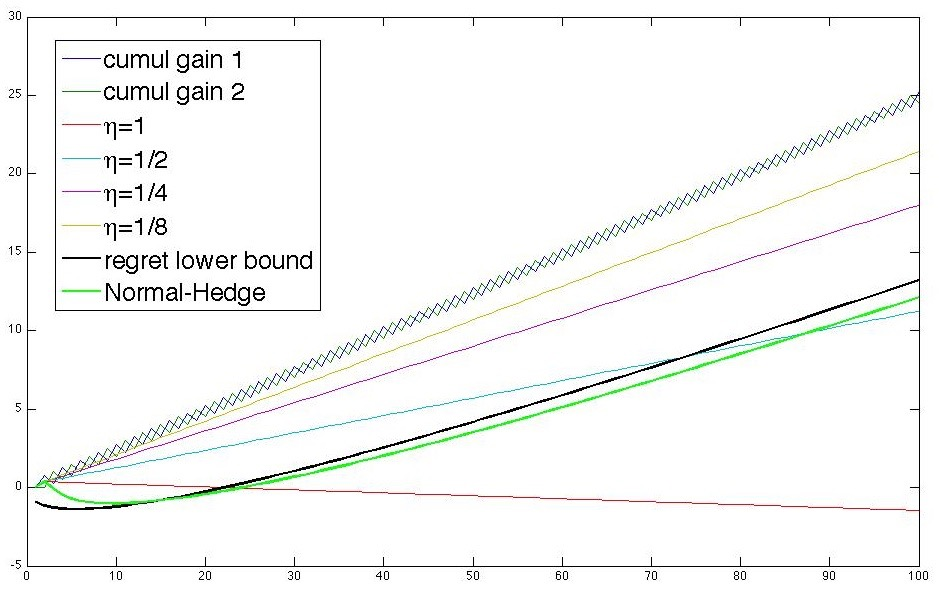 30
25
20
15
10
5
0
-5
cumul gain 1
cumul gain 2
η=1
η=1/2
η=1/4
η=1/8
regret lower bound
Normal-Hedge
0 10 20 30 40 50 60 70 80 90 100